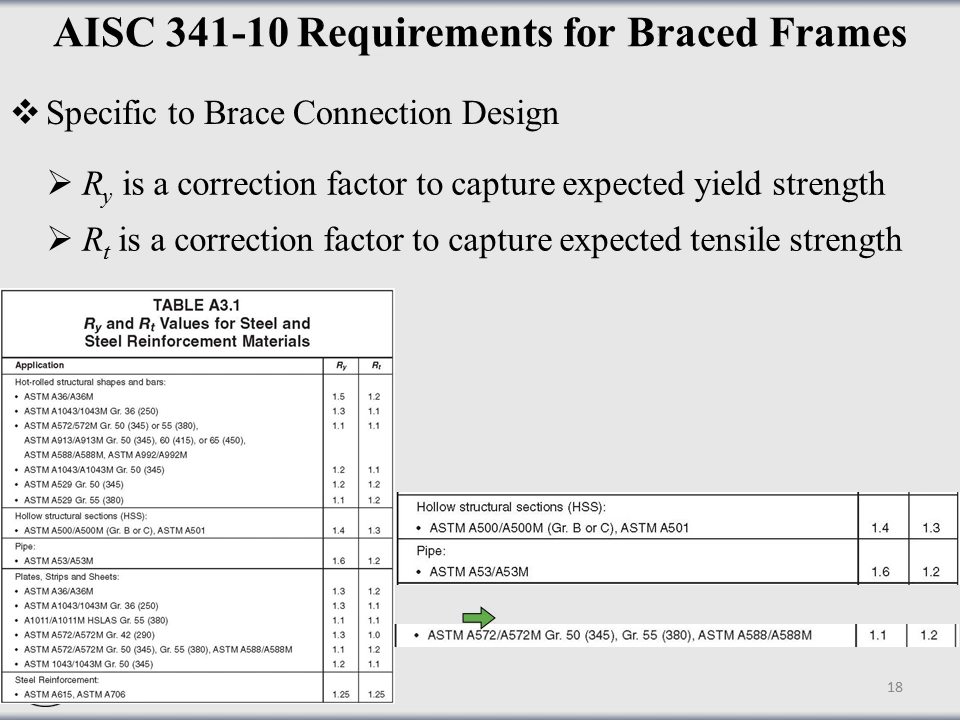 AISC 341-10 Requirements for Braced Frames
❖ Specific to Brace Connection Design
➢ Ry is a correction factor to capture expected yield strength
➢ Rt is a correction factor to capture expected tensile strength
TABLE A3.1
Ry and Rt Values for Steel and
Steel Reinforcement Materials
Application Ry Rt
Hot-rolled structural shapes and bars:
• ASTM A36/A36M 1.5 1.2
• ASTM A1043/1043M Gr. 36 (250) 1.3 1.1
• ASTM A572/572M Gr. 50 (345) or 55 (380), 1.1 1.1
ASTM A913/A913M Gr. 50 (345), 60 (415), or 65 (450),
ASTM A588/A588M, ASTM A992/A992M
• ASTM A1043/A1043M Gr. 50 (345) 1.2 1.1
• ASTM A529 Gr. 50 (345) 1.2 1.2
• ASTM A529 Gr. 55 (380) 1.1 1.2
Hollow structural sections (HSS):
• ASTM A500/A500M (Gr. B or C), ASTM A501 1.4 1.3
Pipe:
• ASTM A53/A53M 1.6 1.2
Plates, Strips and Sheets:
• ASTM A36/A36M 1.3 1.2
• ASTM A1043/1043M Gr. 36 (250) 1.3 1.1
• A1011/A1011M HSLAS Gr. 55 (380) 1.1 1.1
• ASTM A572/A572M Gr. 42 (290) 1.3 1.0
• ASTM A572/A572M Gr. 50 (345), Gr. 55 (380), ASTM A588/A588M 1.1 1.2
• ASTM 1043/1043M Gr. 50 (345) 1.2 1.1
Steel Reinforcement:
• ASTM A615, ASTM A706 1.25 1.25
Hollow structural sections (HSS):
• ASTM A500/A500M (Gr. B or C), ASTM A501 1.4 1.3
Pipe:
• ASTM A53/A53M 1.6 1.2
• ASTM A572/A572M Gr. 50 (345), Gr. 55 (380), ASTM A588/A588M 1.1 1.2
18